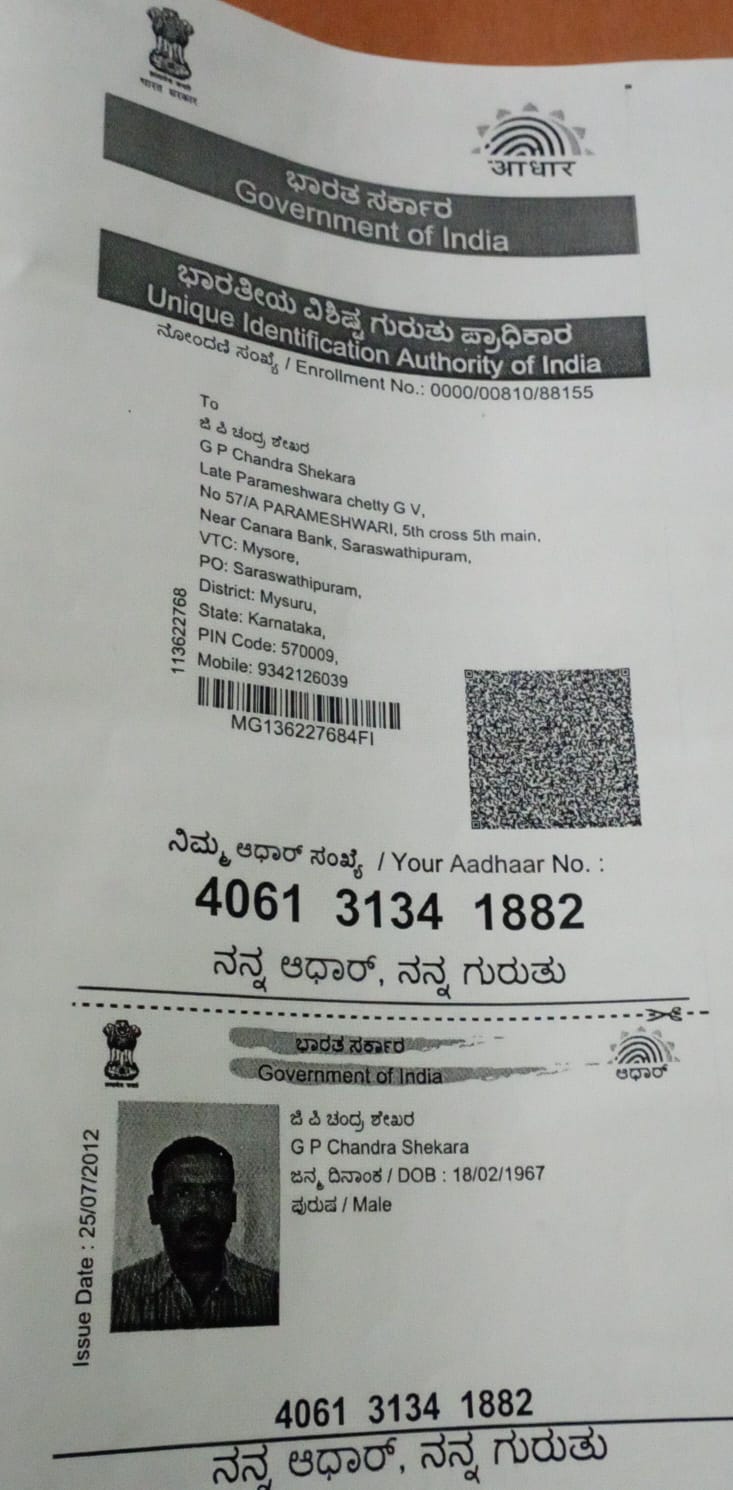 भारत सरकार
आधार
ಭಾರತ ಸರ್ಕಾರ
Government of India
ಭಾರತೀಯ ವಿಶಿಷ್ಟ ಗುರುತು ಪ್ರಾಧಿಕಾರ
Unique Identification Authority of India
ನೋಂದಣಿ ಸಂಖ್ಯೆ / Enrollment No.: 0000/00810/88155
To
ಜಿ ಪಿ ಚಂದ್ರ ಶೇಖರ
G P Chandra Shekara
Late Parameshwara chetty G V,
No 57/A PARAMESHWARI, 5th cross 5th main,
Near Canara Bank, Saraswathipuram,
VTC: Mysore,
PO: Saraswathipuram,
District: Mysuru,
State: Karnataka,
PIN Code: 570009,
Mobile: 9342126039
113622768
MG136227684FI
ನಿಮ್ಮ ಆಧಾರ್ ಸಂಖ್ಯೆ / Your Aadhaar No. :
4061 3134 1882
ನನ್ನ ಆಧಾರ್, ನನ್ನ ಗುರುತು
ಭಾರತ ಸರ್ಕಾರ
Government of India
ಆಧಾರ್
ಜಿ ಪಿ ಚಂದ್ರ ಶೇಖರ
G P Chandra Shekara
ಜನ್ಮ ದಿನಾಂಕ / DOB : 18/02/1967
ಪುರುಷ / Male
Issue Date : 25/07/2012
4061 3134 1882
ನನ್ನ ಆಧಾರ್, ನನ್ನ ಗುರುತು